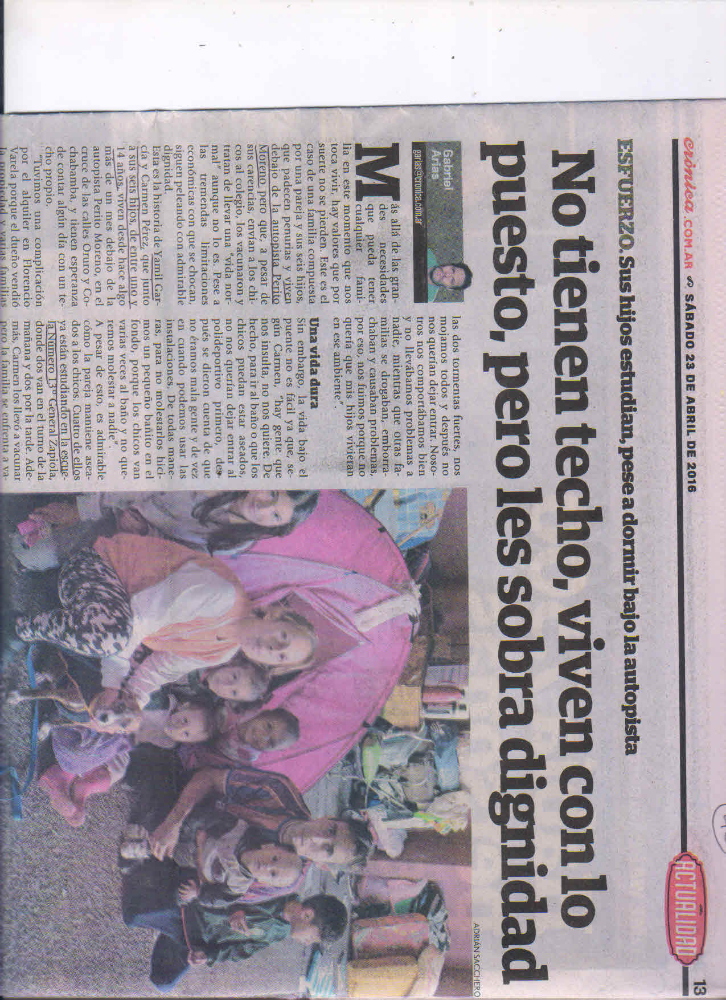 crónica.COM.AR SÁBADO 23 DE ABRIL DE 2016
13
ACTUALIDAD
ESFUERZO. Sus hijos estudian, pese a dormir bajo la autopista
No tienen techo, viven con lo
puesto, pero les sobra dignidad
Gabriel
Arias
garias@cronica.com.ar
Más allá de las gran-
des necesidades
que pueda tener
cualquier fami-
lia en este momento que nos
toca vivir, hay valores que por
suerte no se pierden. Este es el
caso de una familia compuesta
por una pareja y sus seis hijos,
que padecen penurias y viven
debajo de la autopista Perito
Moreno pero que, a pesar de
sus carencias, envían a los chi-
cos al colegio, los vacunaron y
tratan de llevar una "vida nor-
mal" aunque no lo es. Pese a
las tremendas limitaciones
económicas con que se chocan,
siguen peleando con admirable
dignidad.
Esta es la historia de Yamil Gar-
cía y Carmen Pérez, que junto
a sus seis hijos, de entre uno y
14 años, viven desde hace algo
más de un mes debajo de la
autopista Perito Moreno, en el
cruce de las calles Oruro y Co-
chabamba, y tienen esperanza
de contar algún día con un te-
cho propio.
"Tuvimos una complicación
por el alquiler en Florencio
Varela porque el dueño vendió
la propiedad y varias familias
las dos tormentas fuertes, nos
mojamos todos y después no
nos querían dejar entrar. Noso-
tros nos comportábamos bien
y no llevábamos problemas a
nadie, mientras que otras fa-
milias se drogaban, emborra-
chaban y causaban problemas,
por eso, nos fuimos porque no
quería que mis hijos vivieran
en ese ambiente".
Una vida dura
Sin embargo, la vida bajo el
puente no es fácil ya que, se-
gún Carmen, "hay gente que
nos insulta, no nos quiere. De
hecho, para ir al baño o que los
chicos puedan estar aseados,
no nos querían dejar entrar al
polideportivo primero, des-
pués se dieron cuenta de que
no éramos mala gente y de vez
en cuando podemos usar las
instalaciones. De todas mane-
ras, para no molestarlos hici-
mos un pequeño bañito en el
fondo, porque los chicos van
varias veces al baño y no que-
remos molestar a nadie".
A pesar de esto, es admirable
cómo la pareja mantiene asea-
dos a los chicos. Cuatro de ellos
ya están estudiando en la escue-
la Numero 13º General Zapiola,
donde dos van en el turno de la
mañana y dos por la tarde. Ade-
más, Carmen los llevó a vacunar
pero la familia se enfrenta a va-
ADRIÁN SACCHERO